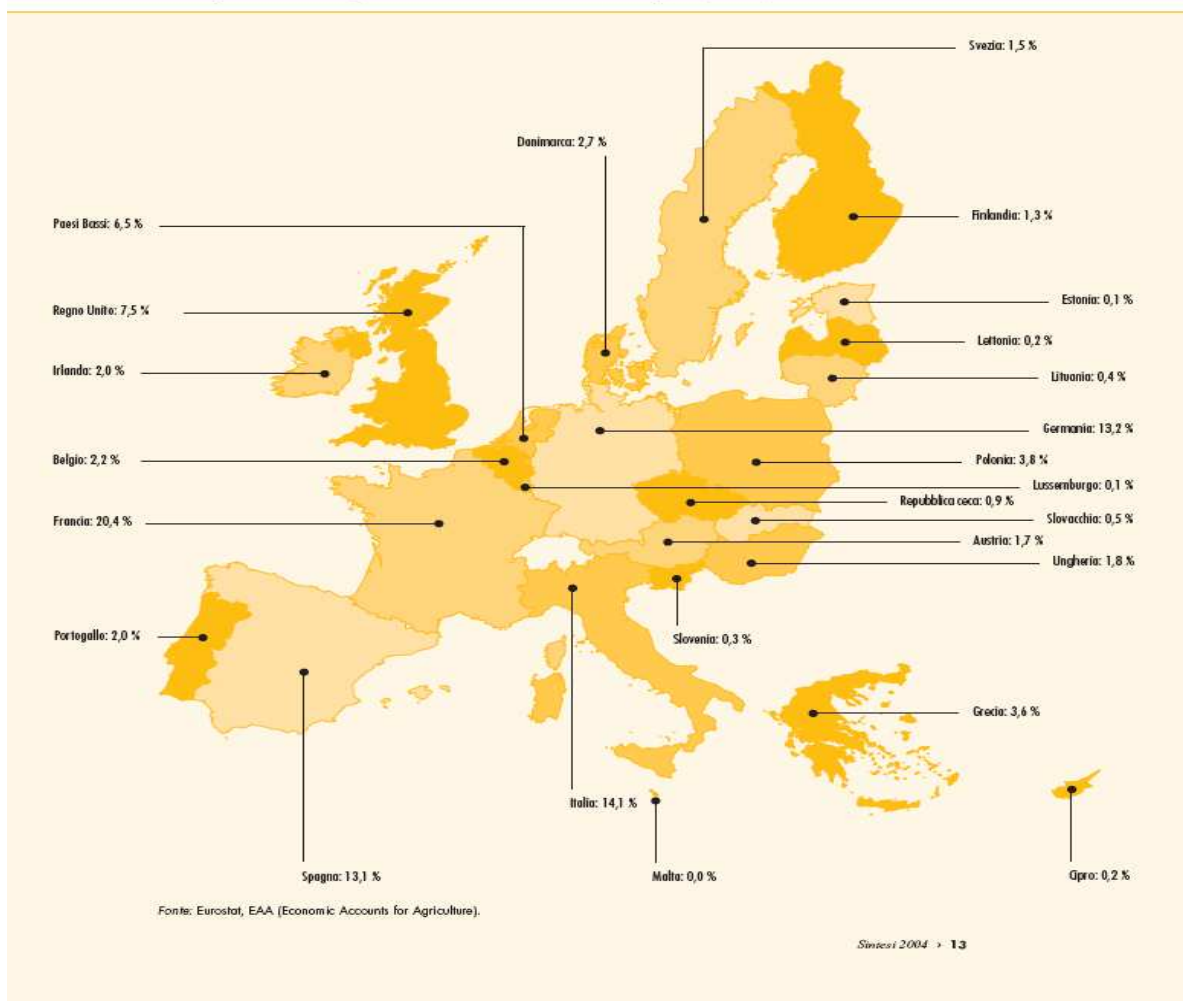 Svezia: 1,5 %
Danimarca: 2,7 %
Finlandia: 1,3 %
Paesi Bassi: 6,5 %
Regno Unito: 7,5 %
Estonia: 0,1 %
Lettonia: 0,2 %
Irlanda: 2,0 %
Lituania: 0,4 %
Germania: 13,2 %
Belgio: 2,2 %
Polonia: 3,8 %
Lussemburgo: 0,1 %
Repubblica ceca: 0,9 %
Francia: 20,4 %
Slovacchia: 0,5 %
Austria: 1,7 %
Ungheria: 1,8 %
Portogallo: 2,0 %
Slovenia: 0,3 %
Grecia: 3,6 %
Italia: 14,1 %
Spagna: 13,1 %
Malta: 0,0 %
Cipro: 0,2 %
Fonte: Eurostat, EAA (Economic Accounts for Agriculture).
Sintesi 2004 > 13